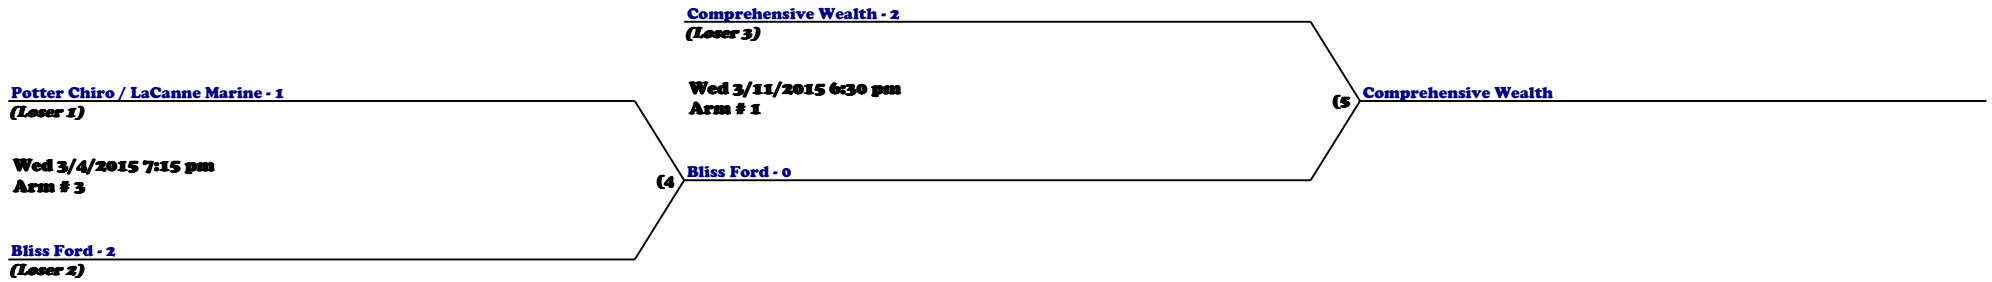 Comprehensive Wealth - 2
(Loser 3)
Potter Chiro / LaCanne Marine - 1
(Loser 1)
Wed 3/11/2015 6:30 pm
Arm # 1
(5
Comprehensive Wealth
Wed 3/4/2015 7:15 pm
Arm # 3
(4
Bliss Ford - 0
Bliss Ford - 2
(Loser 2)